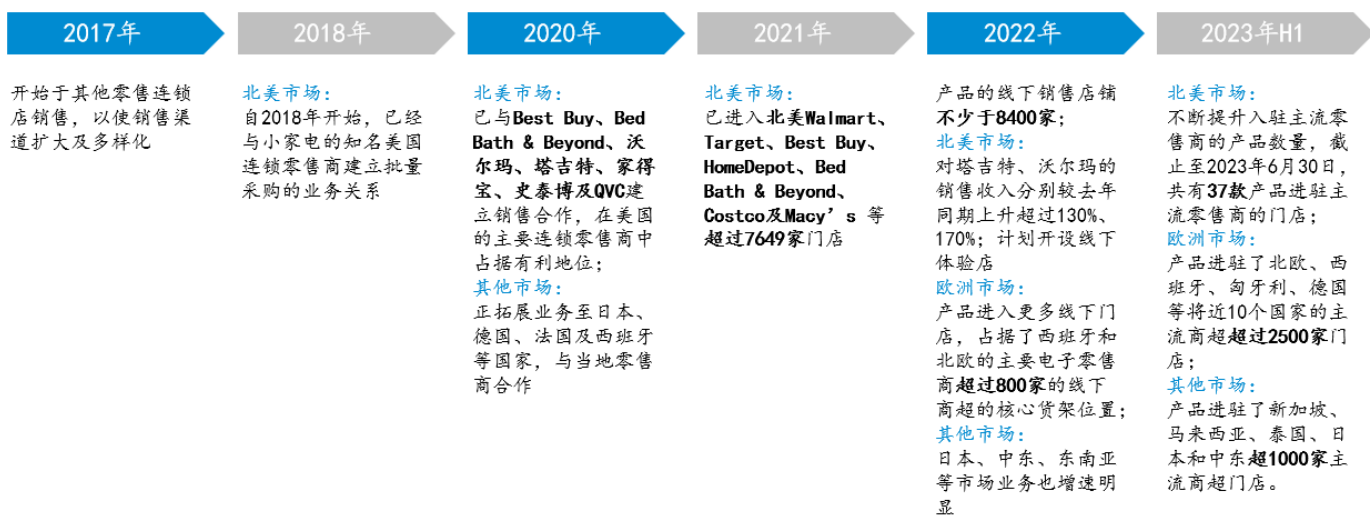 2017年
2018年
2020年
2021年
2022年
2023年H1
开始于其他零售连锁
店销售，以使销售渠
道扩大及多样化
北美市场：
自2018年开始，已经
与小家电的知名美国
连锁零售商建立批量
采购的业务关系
北美市场：
已与Best Buy、Bed
Bath & Beyond、沃
尔玛、塔吉特、家得
宝、史泰博及QVC建
立销售合作，在美国
的主要连锁零售商中
占据有利地位；
其他市场：
正拓展业务至日本、
德国、法国及西班牙
等国家，与当地零售
商合作
北美市场：
已进入北美Walmart、
Target、Best Buy、
HomeDepot、Bed
Bath & Beyond、
Costco及Macy’s 等
超过7649家门店
产品的线下销售店铺
不少于8400家；
北美市场：
对塔吉特、沃尔玛的
销售收入分别较去年
同期上升超过130%、
170%；计划开设线下
体验店
欧洲市场：
产品进入更多线下门
店，占据了西班牙和
北欧的主要电子零售
商超过800家的线下
商超的核心货架位置；
其他市场：
日本、中东、东南亚
等市场业务也增速明
显
北美市场：
不断提升入驻主流零
售商的产品数量，截
止至2023年6月30日，
共有37款产品进驻主
流零售商的门店；
欧洲市场：
产品进驻了北欧、西
班牙、匈牙利、德国
等将近10个国家的主
流商超超过2500家门
店；
其他市场：
产品进驻了新加坡、
马来西亚、泰国、日
本和中东超1000家主
流商超门店。